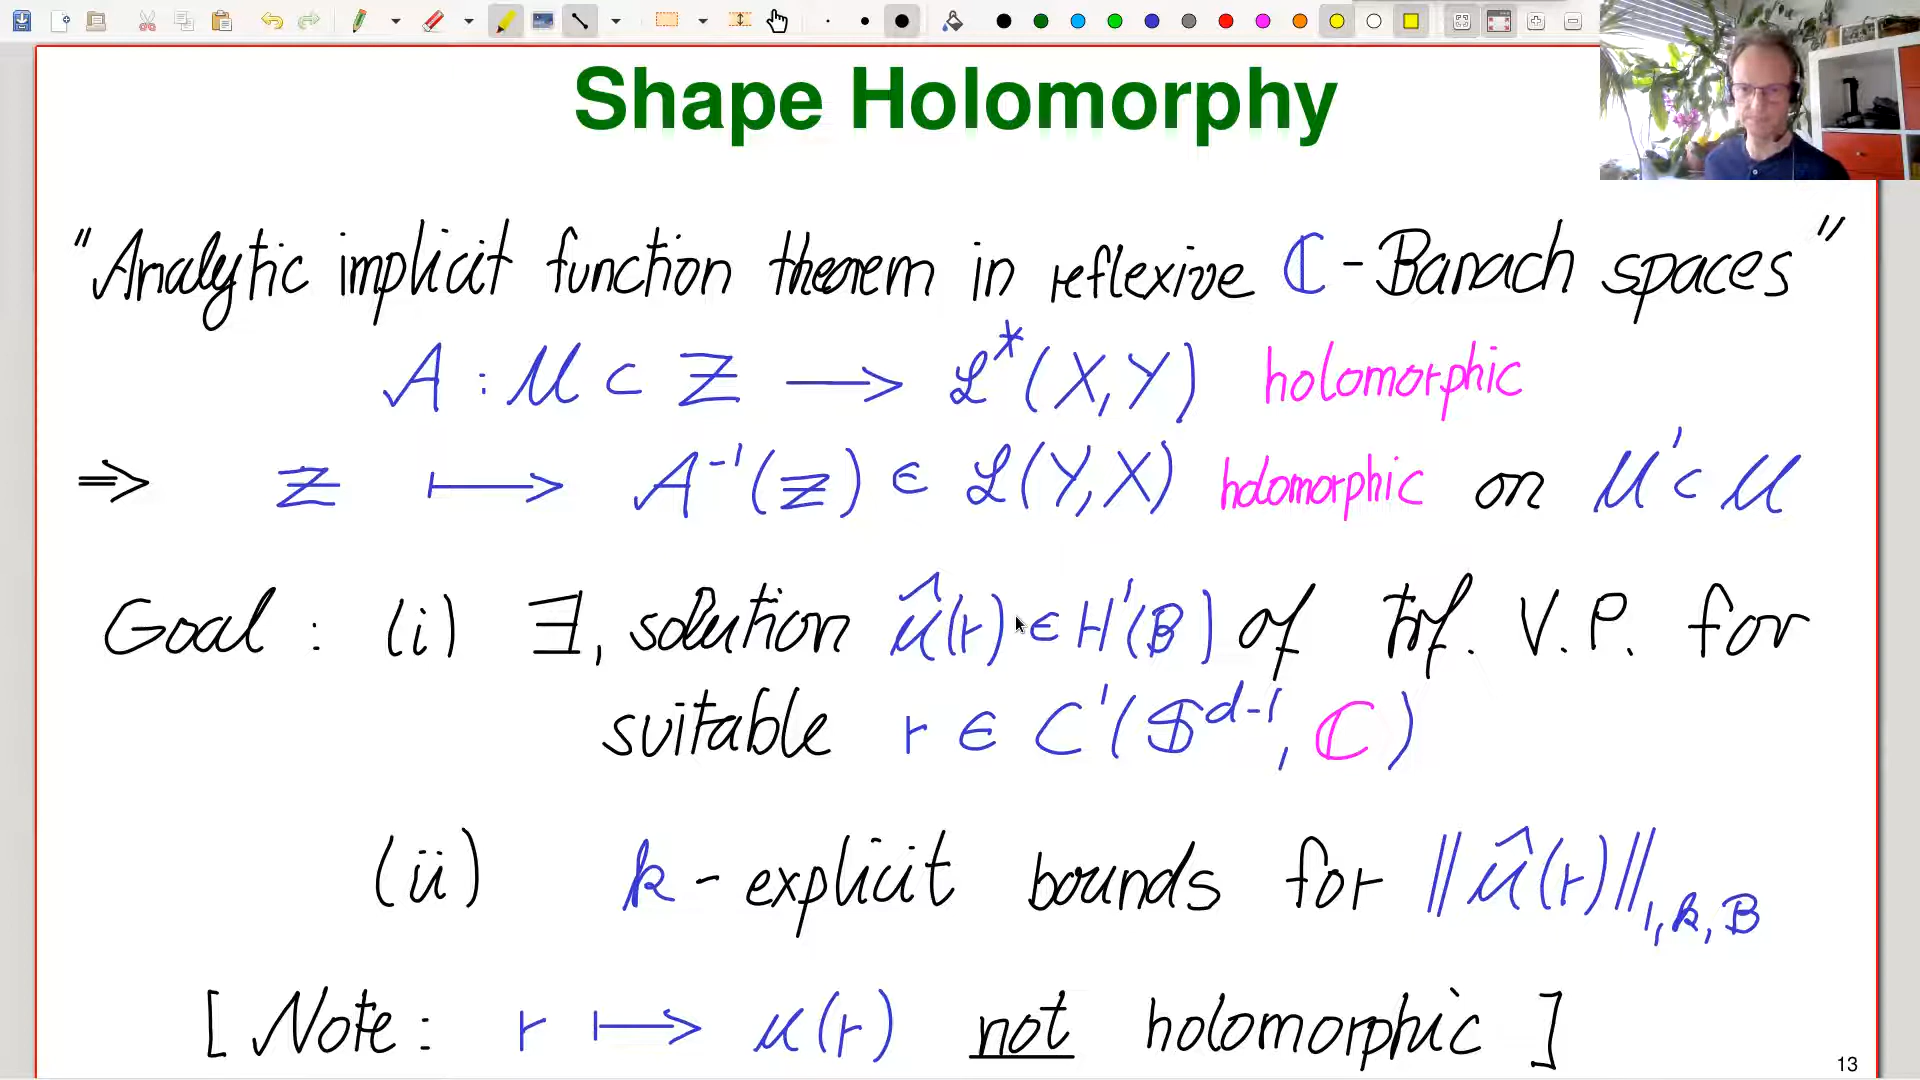 Shape Holomorphy
"Analytic implicit function theorem in reflexive ℂ-Banach spaces"
A : U ⊂ Z ⟶ L*(X,Y) holomorphic
⇒ z ⟼ A⁻¹(z) ∈ L(Y,X) holomorphic on U' ⊂ U
Goal : (i) ∃₁ solution û(r) ∈ H¹(B) of trf. V.P. for
suitable r ∈ C¹(𝕊^{d-1}, ℂ)
(ii) k-explicit bounds for ‖û(r)‖_{1,k,B}
[ Note: r ⟼ u(r) not holomorphic ]
13